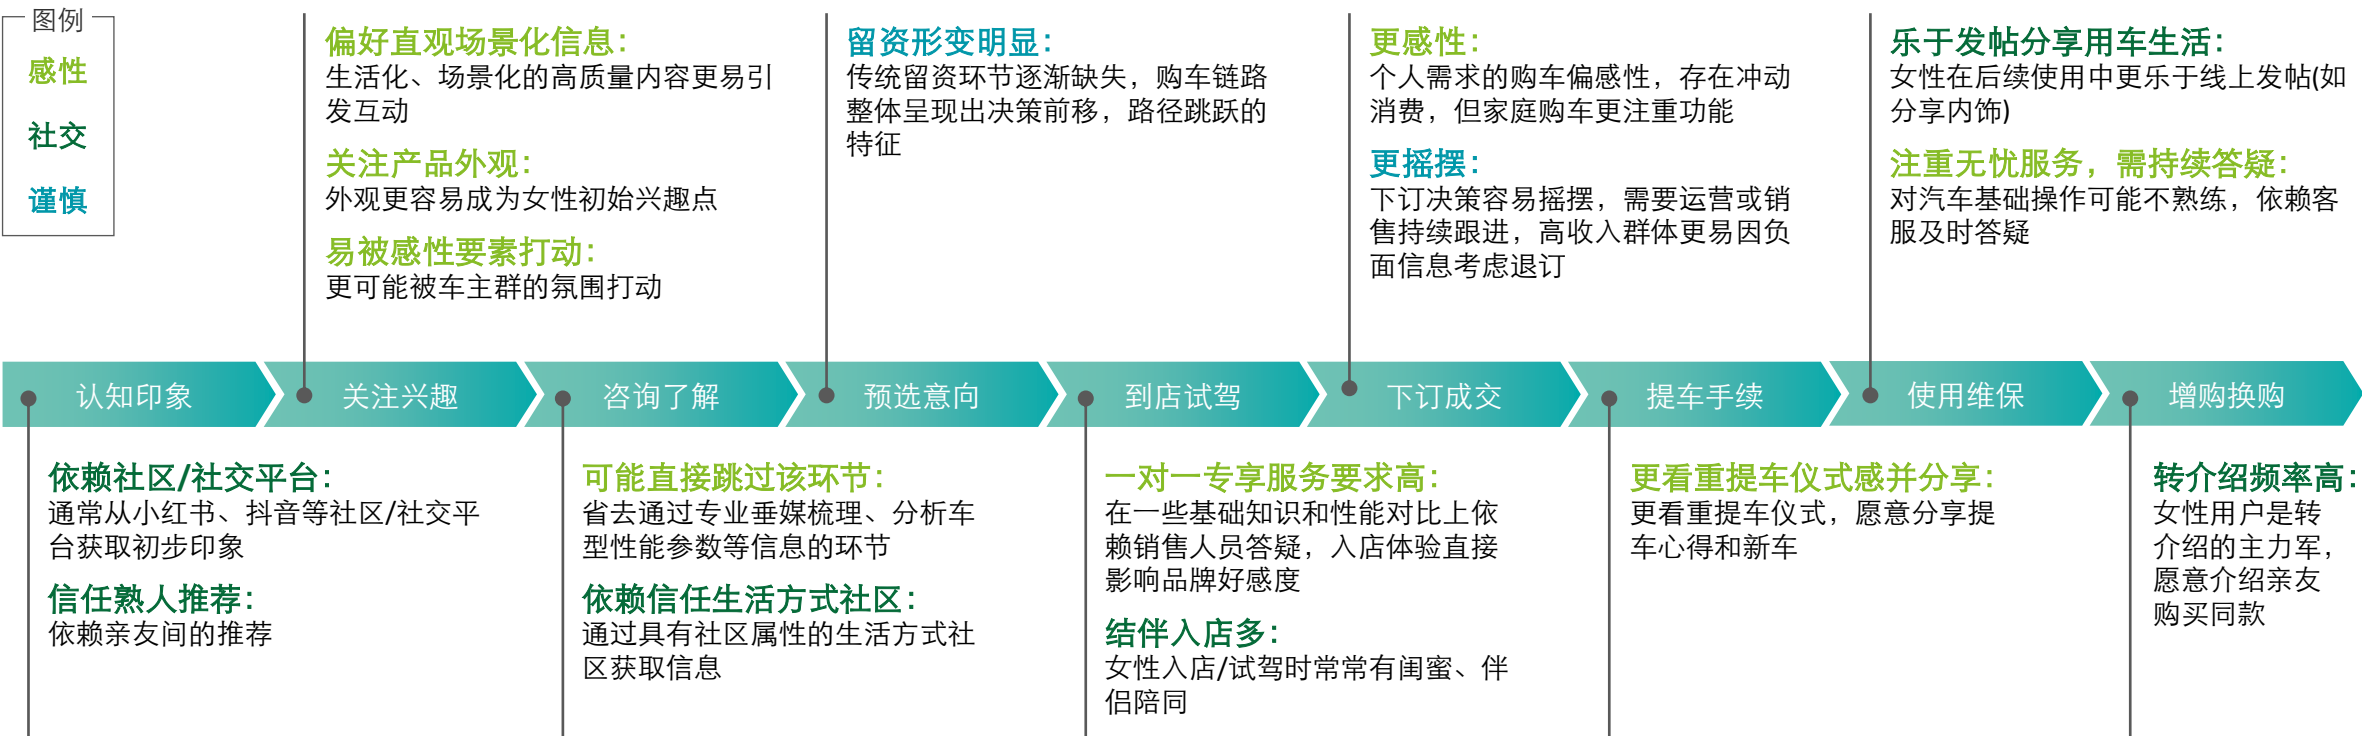 图例
感性
社交
谨慎
偏好直观场景化信息：
生活化、场景化的高质量内容更易引
发互动
关注产品外观：
外观更容易成为女性初始兴趣点
易被感性要素打动：
更可能被车主群的氛围打动
留资形变明显：
传统留资环节逐渐缺失，购车链路
整体呈现出决策前移，路径跳跃的
特征
更感性：
个人需求的购车偏感性，存在冲动
消费，但家庭购车更注重功能
更摇摆：
下订决策容易摇摆，需要运营或销
售持续跟进，高收入群体更易因负
面信息考虑退订
乐于发帖分享用车生活：
女性在后续使用中更乐于线上发帖(如
分享内饰)
注重无忧服务，需持续答疑：
对汽车基础操作可能不熟练，依赖客
服及时答疑
认知印象
关注兴趣
咨询了解
预选意向
到店试驾
下订成交
提车手续
使用维保
增购换购
依赖社区/社交平台：
通常从小红书、抖音等社区/社交平
台获取初步印象
信任熟人推荐：
依赖亲友间的推荐
可能直接跳过该环节：
省去通过专业垂媒梳理、分析车
型性能参数等信息的环节
依赖信任生活方式社区：
通过具有社区属性的生活方式社
区获取信息
一对一专享服务要求高：
在一些基础知识和性能对比上依
赖销售人员答疑，入店体验直接
影响品牌好感度
结伴入店多：
女性入店/试驾时常常有闺蜜、伴
侣陪同
更看重提车仪式感并分享：
更看重提车仪式，愿意分享提
车心得和新车
转介绍频率高：
女性用户是转
介绍的主力军，
愿意介绍亲友
购买同款